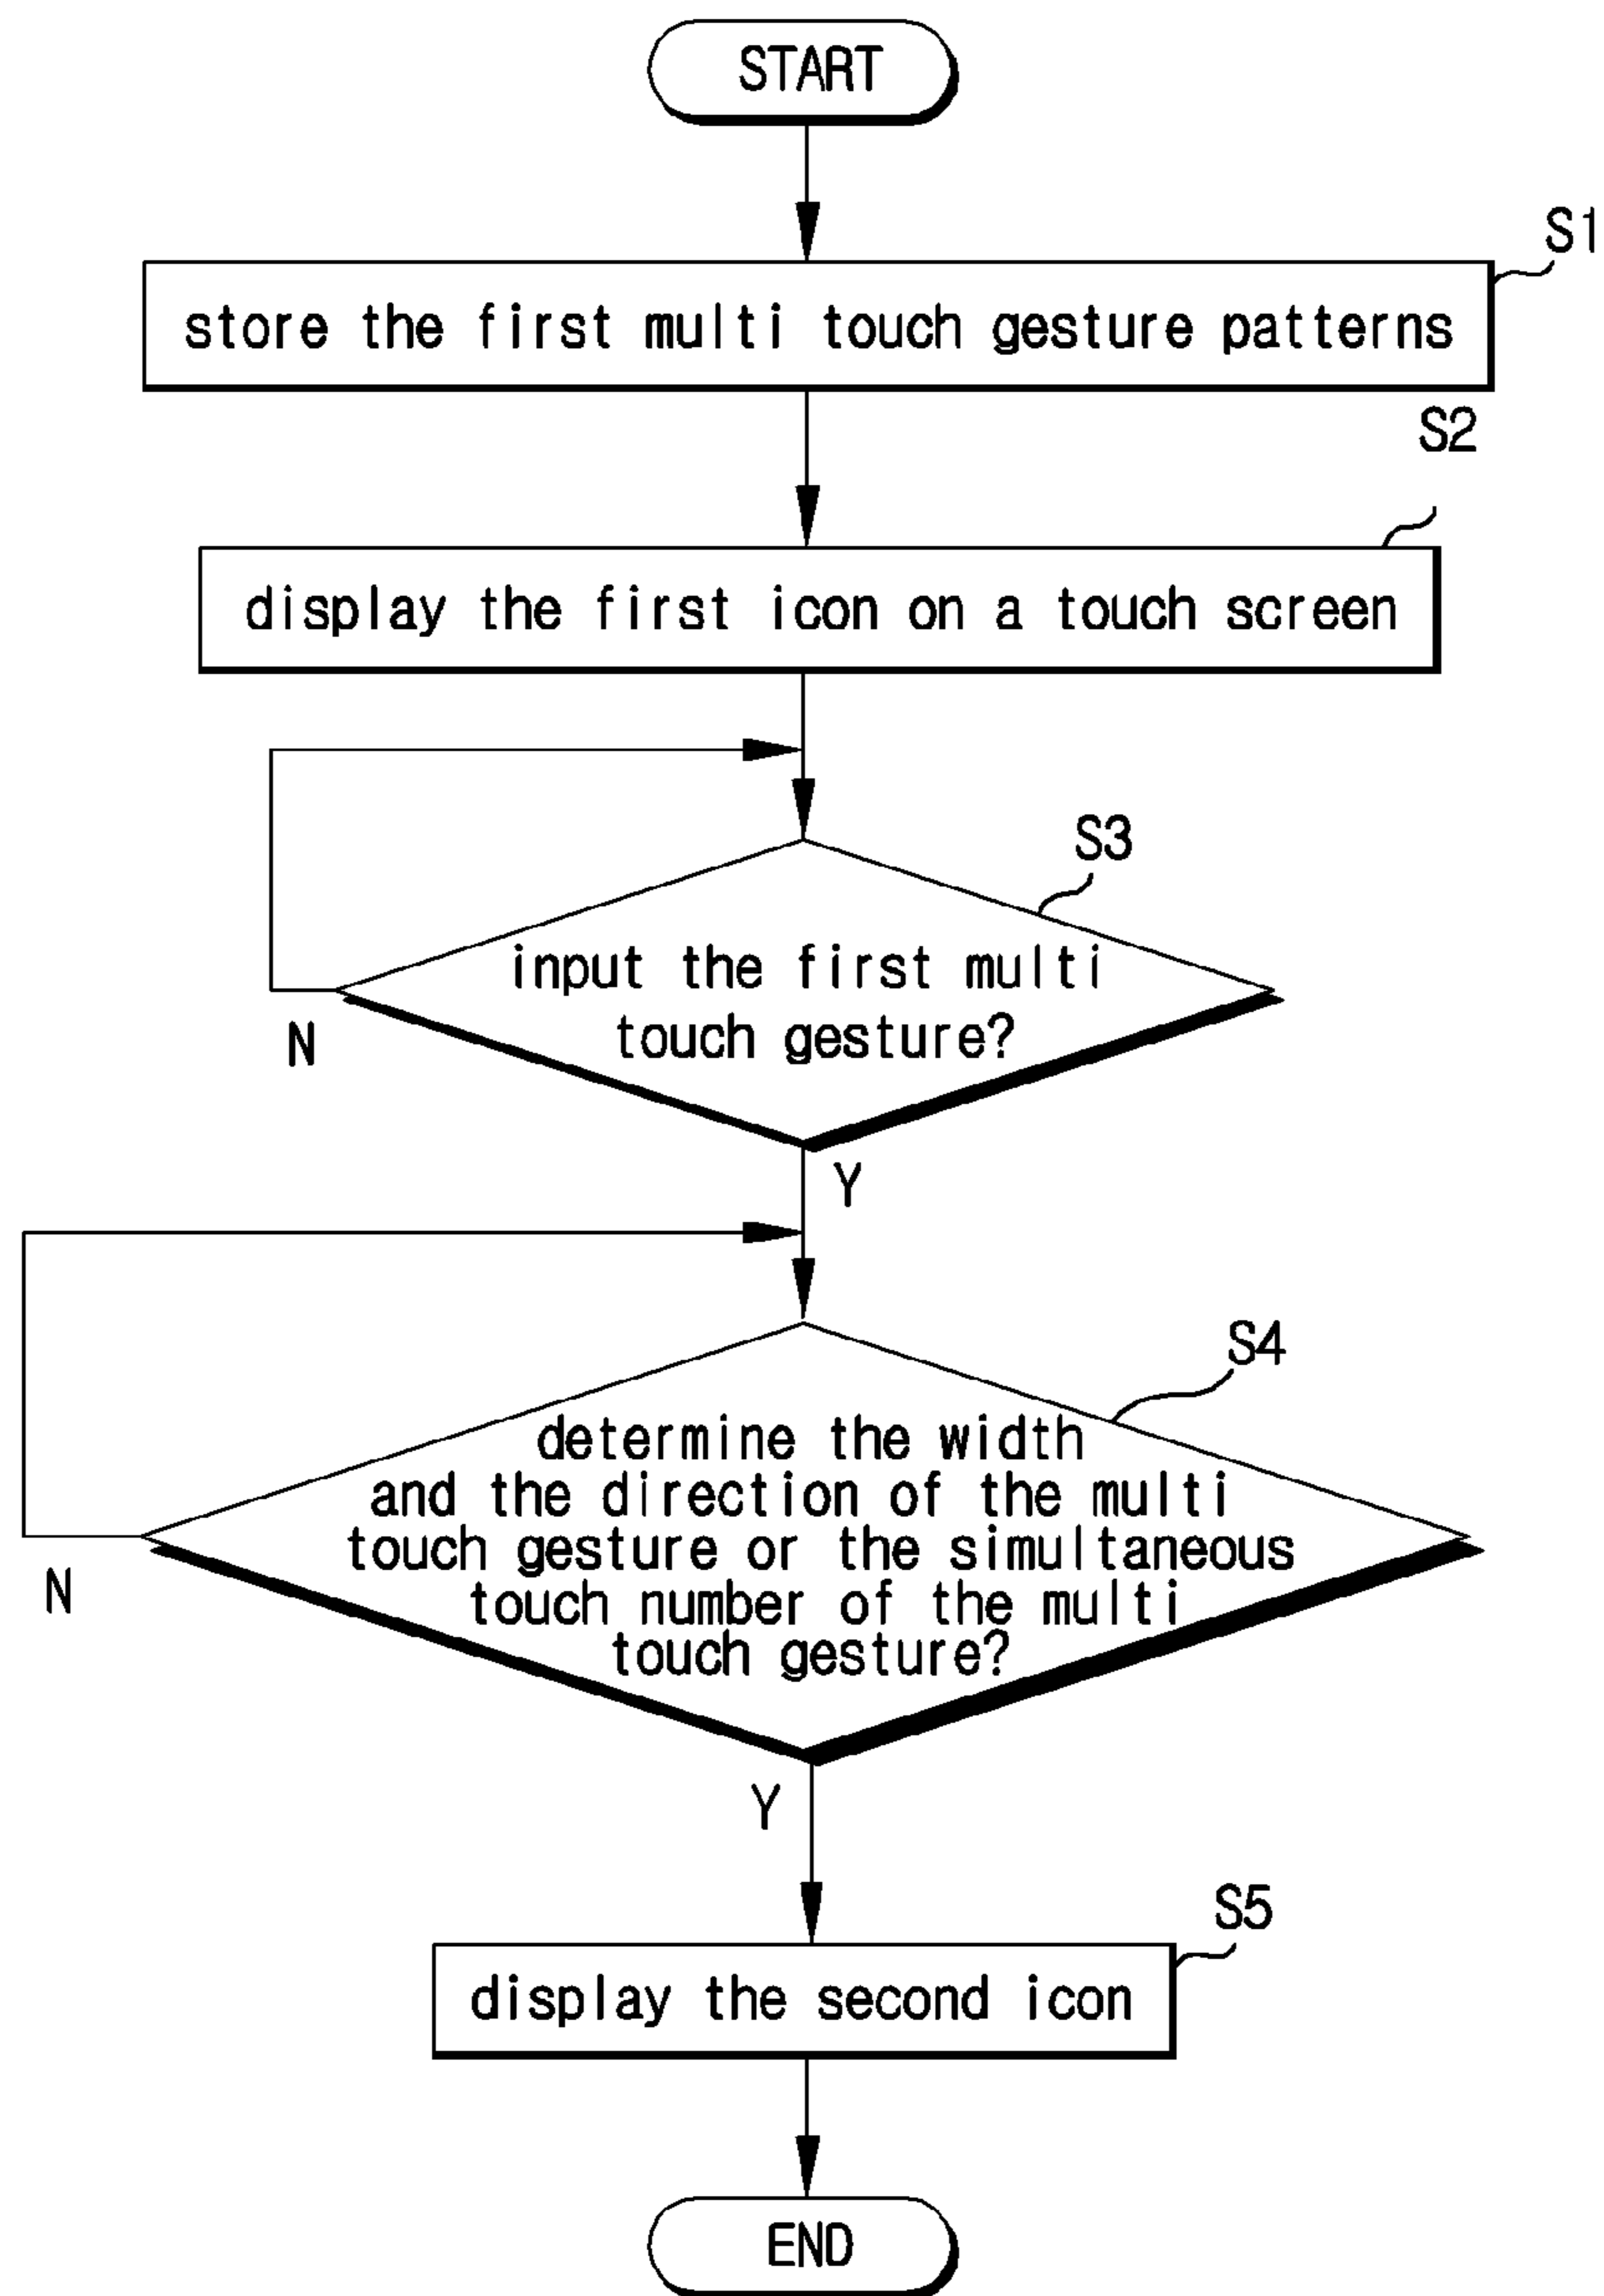 START
S1
store the first multi touch gesture patterns
S2
display the first icon on a touch screen
S3
input the first multi
touch gesture?
N
Y
S4
determine the width
and the direction of the multi
touch gesture or the simultaneous
touch number of the multi
touch gesture?
N
Y
S5
display the second icon
END